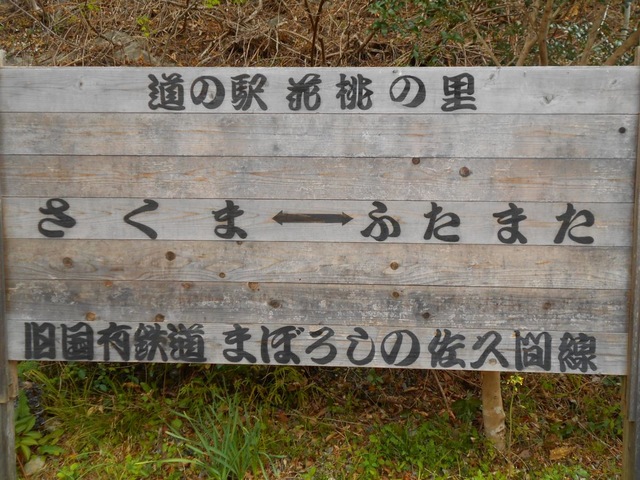 道の駅 花桃の里
さくま ⟷ ふたまた
旧国有鉄道 まぼろしの佐久間線